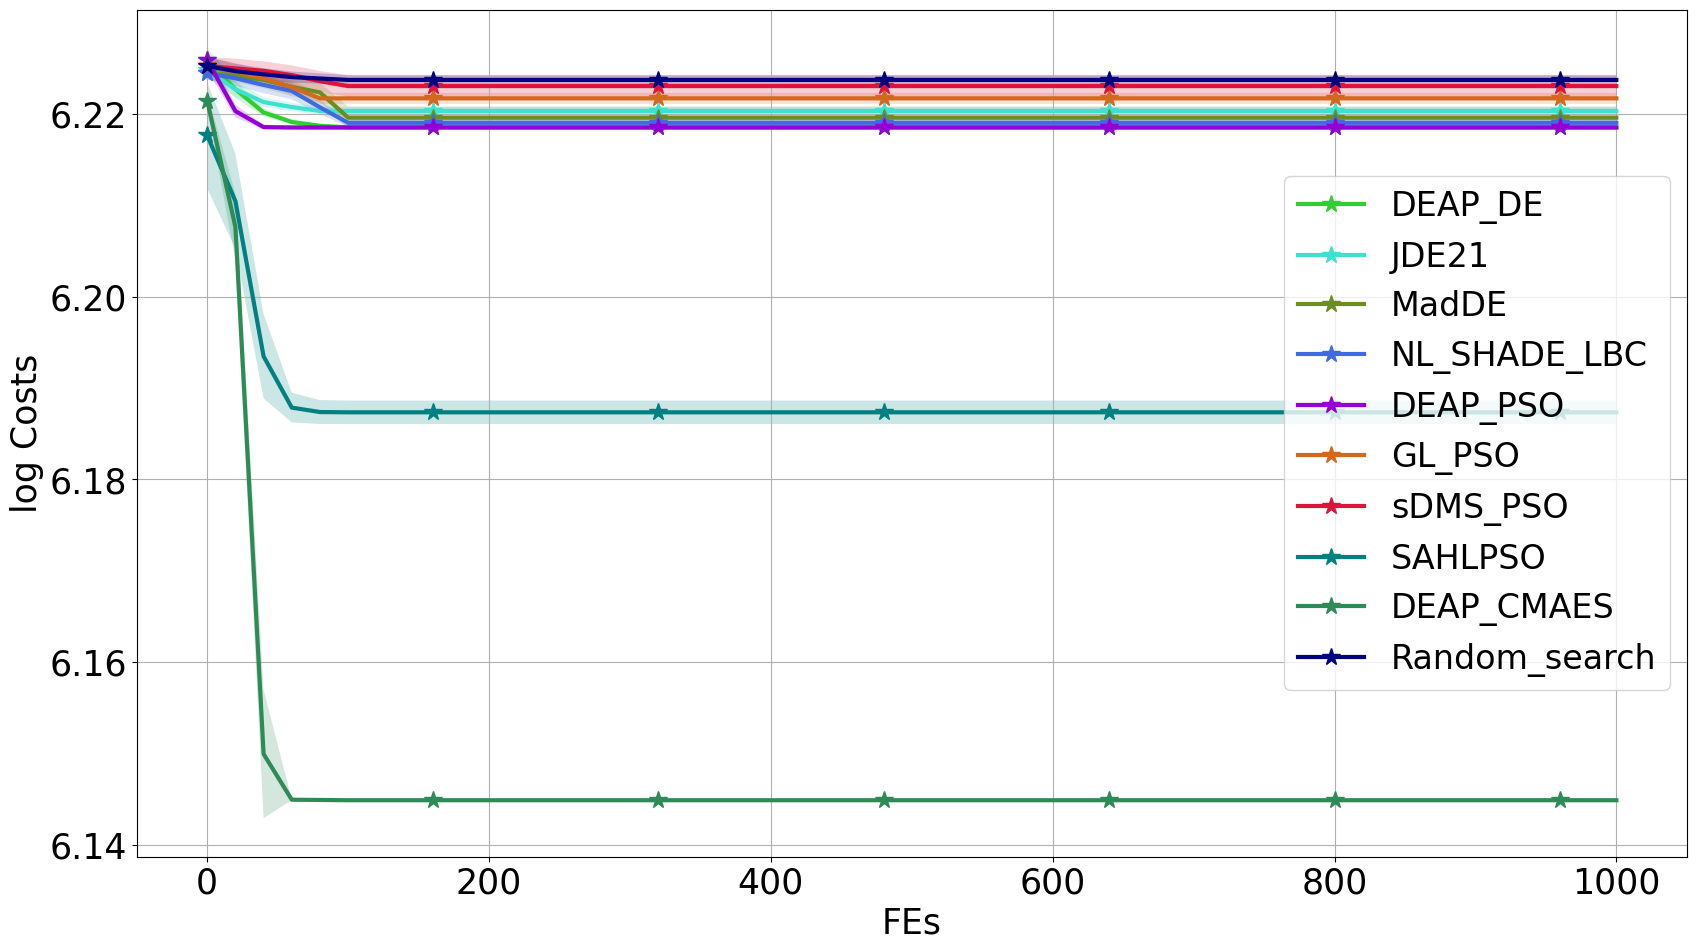 6.22
6.20
6.18
6.16
6.14
log Costs
0
200
400
600
800
1000
FEs
DEAP_DE
JDE21
MadDE
NL_SHADE_LBC
DEAP_PSO
GL_PSO
sDMS_PSO
SAHLPSO
DEAP_CMAES
Random_search